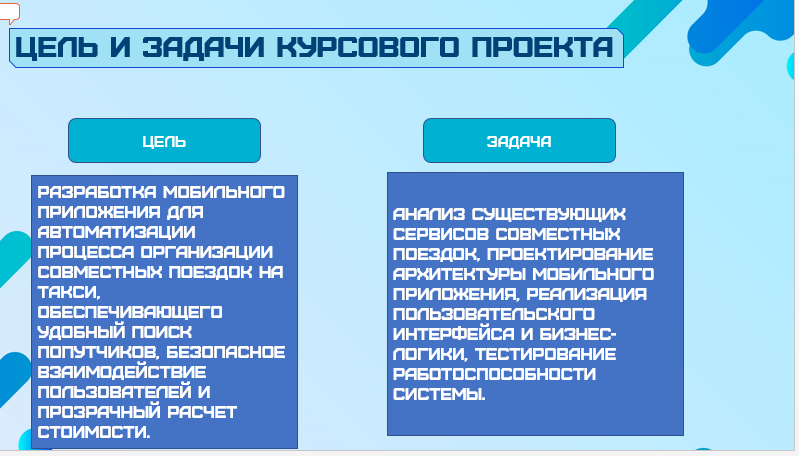 ЦЕЛЬ И ЗАДАЧИ КУРСОВОГО ПРОЕКТА
ЦЕЛЬ
РАЗРАБОТКА МОБИЛЬНОГО
ПРИЛОЖЕНИЯ ДЛЯ
АВТОМАТИЗАЦИИ
ПРОЦЕССА ОРГАНИЗАЦИИ
СОВМЕСТНЫХ ПОЕЗДОК НА
ТАКСИ,
ОБЕСПЕЧИВАЮЩЕГО
УДОБНЫЙ ПОИСК
ПОПУТЧИКОВ, БЕЗОПАСНОЕ
ВЗАИМОДЕЙСТВИЕ
ПОЛЬЗОВАТЕЛЕЙ И
ПРОЗРАЧНЫЙ РАСЧЕТ
СТОИМОСТИ.
ЗАДАЧА
АНАЛИЗ СУЩЕСТВУЮЩИХ
СЕРВИСОВ СОВМЕСТНЫХ
ПОЕЗДОК, ПРОЕКТИРОВАНИЕ
АРХИТЕКТУРЫ МОБИЛЬНОГО
ПРИЛОЖЕНИЯ, РЕАЛИЗАЦИЯ
ПОЛЬЗОВАТЕЛЬСКОГО
ИНТЕРФЕЙСА И БИЗНЕС-
ЛОГИКИ, ТЕСТИРОВАНИЕ
РАБОТОСПОСОБНОСТИ
СИСТЕМЫ.